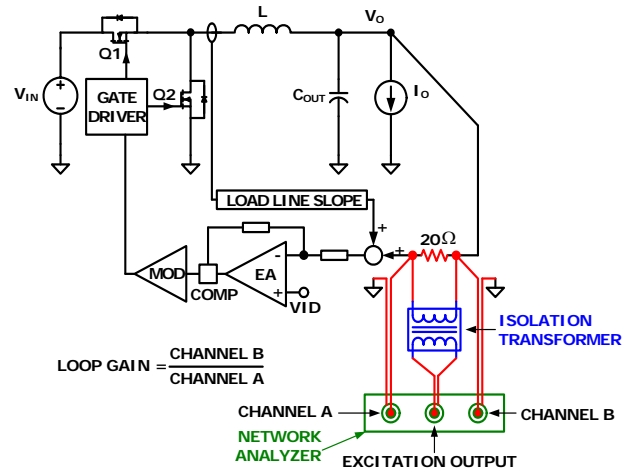 L
VO
Q1
Q2
VIN
+
−
GATE
DRIVER
COUT
IO
LOAD LINE SLOPE
+
+
20Ω
MOD
COMP
EA
-
+
VID
ISOLATION
TRANSFORMER
LOOP GAIN = CHANNEL B
CHANNEL A
CHANNEL A
CHANNEL B
NETWORK
ANALYZER
EXCITATION OUTPUT